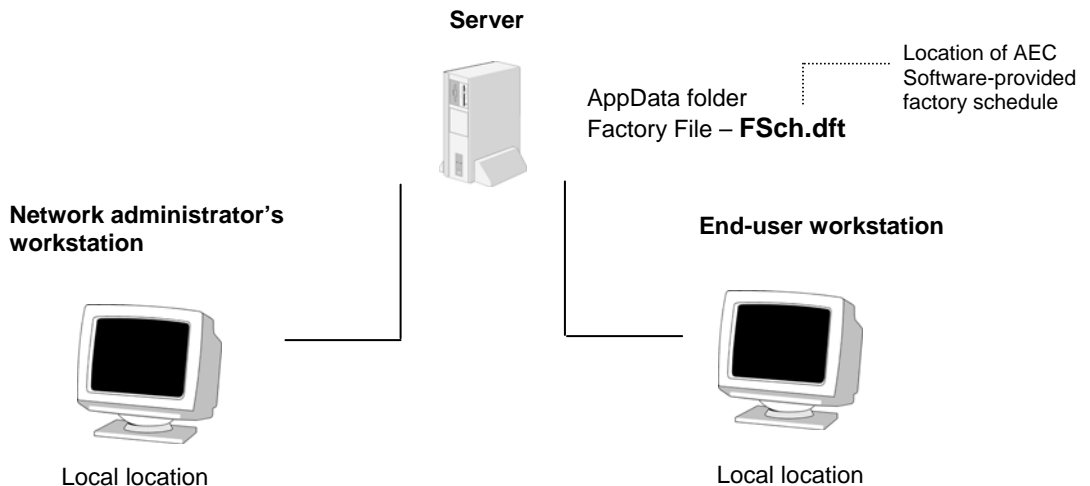 Server
Location of AEC
Software-provided
factory schedule
AppData folder
Factory File – FSch.dft
Network administrator's
workstation
End-user workstation
Local location
Local location